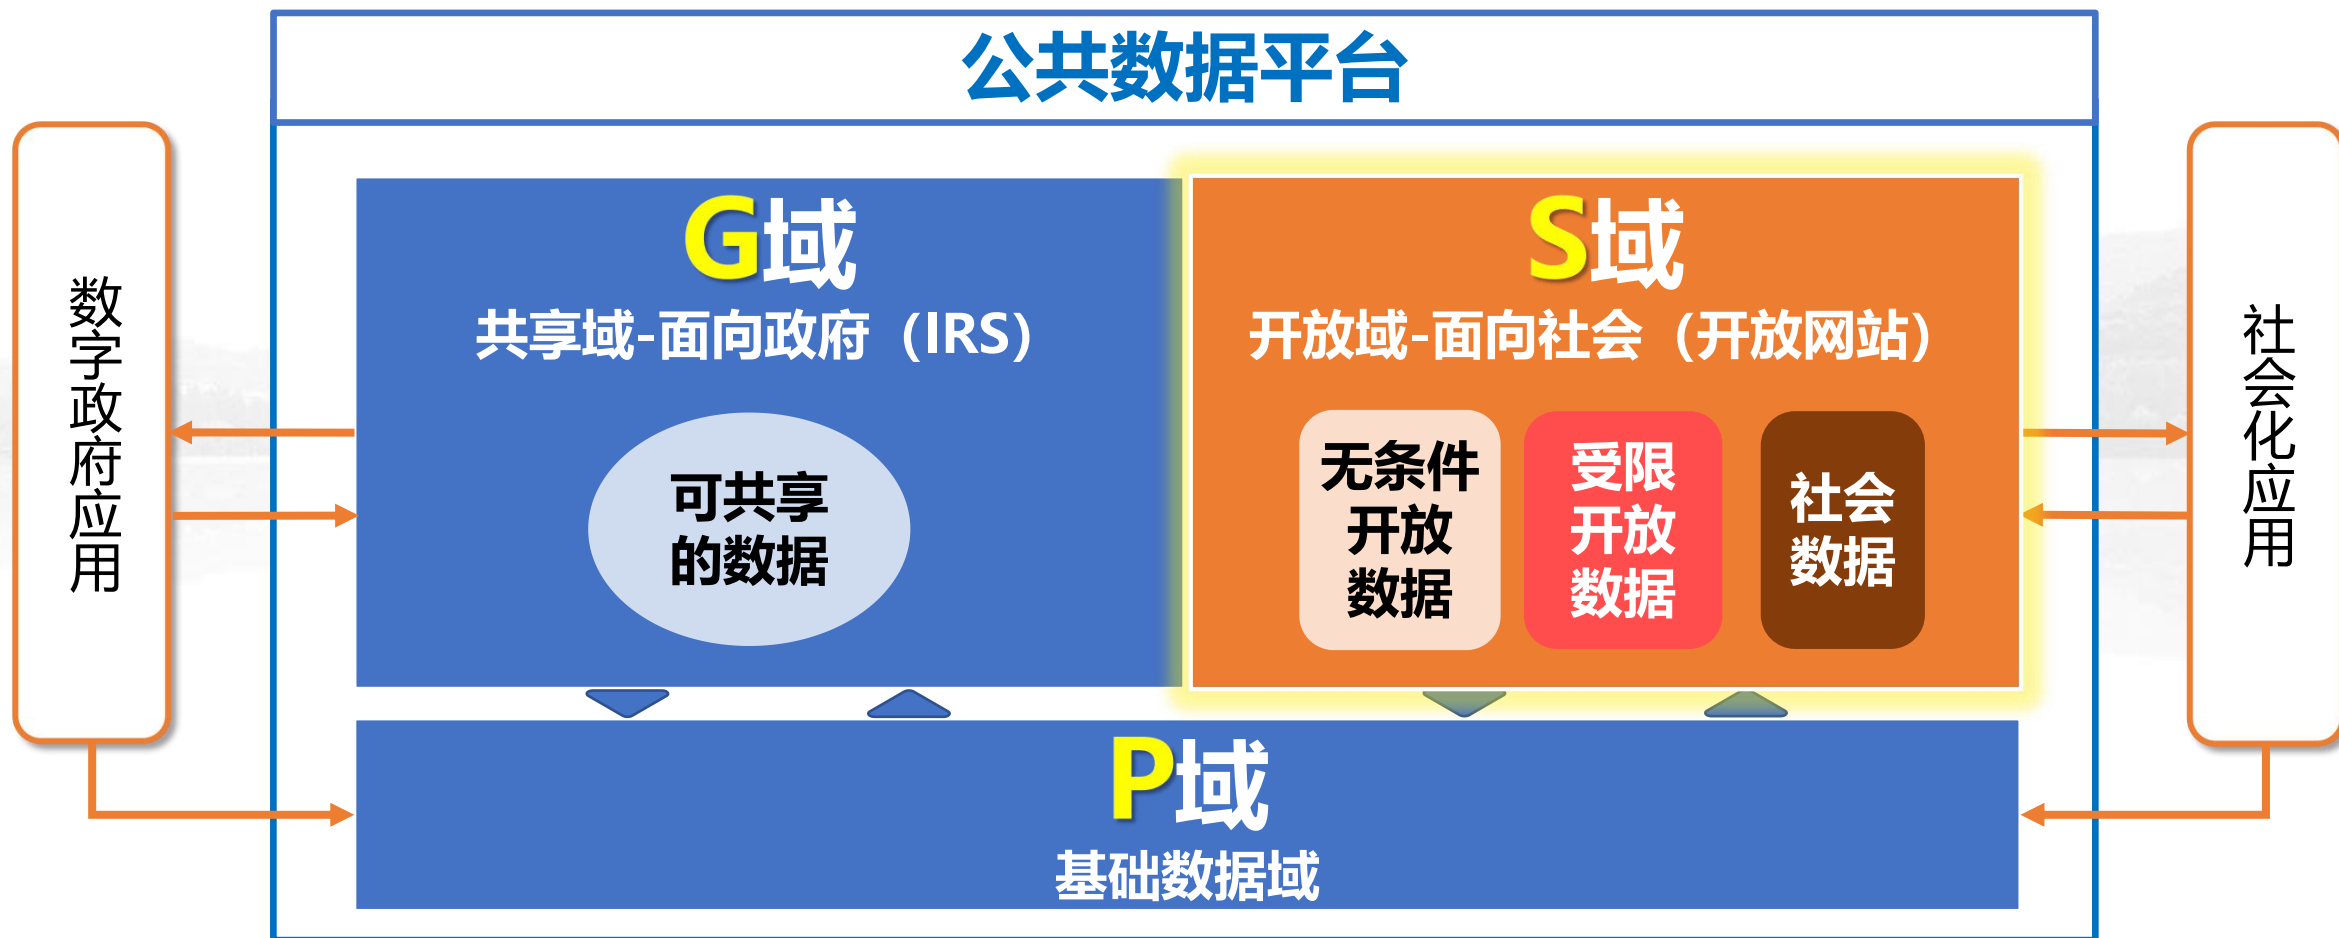 公共数据平台
数字政府应用
G域
共享域-面向政府（IRS）
可共享
的数据
S域
开放域-面向社会（开放网站）
无条件
开放
数据
受限
开放
数据
社会
数据
社会化应用
P域
基础数据域